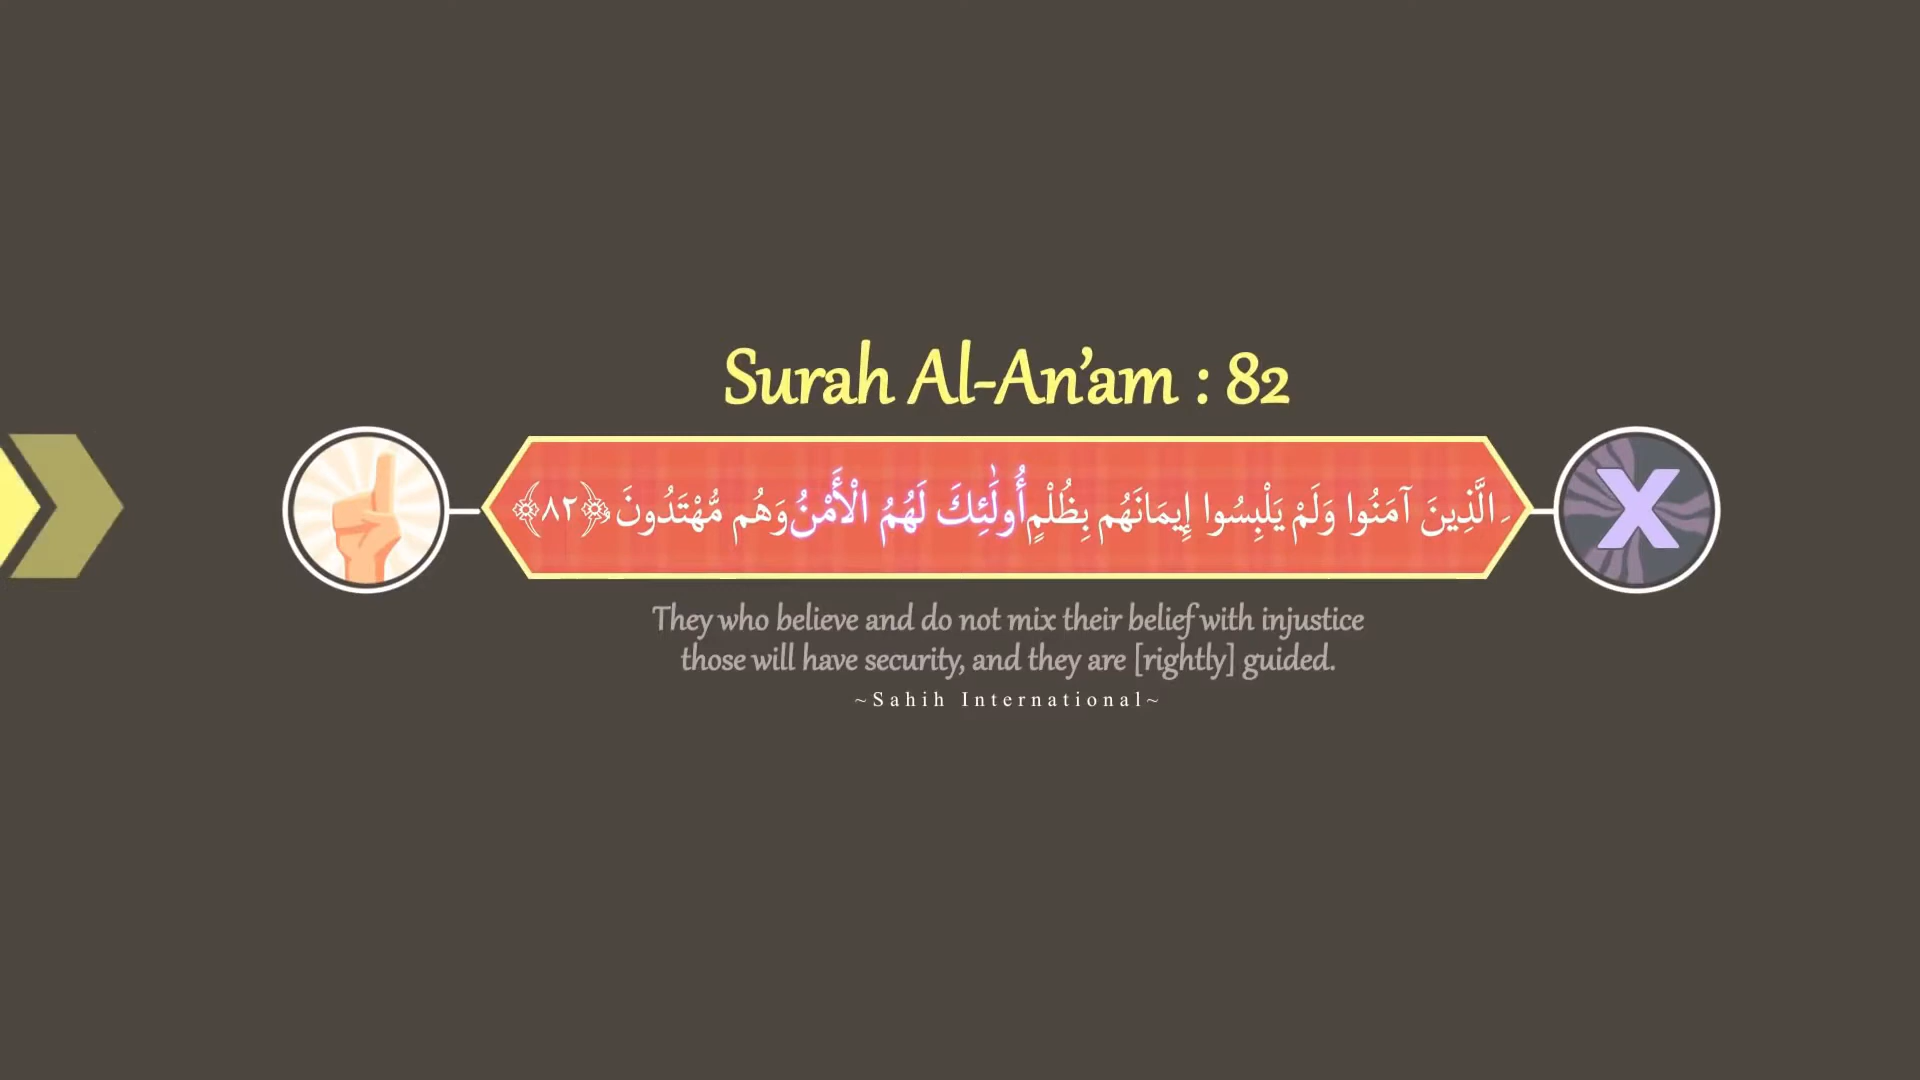 Surah Al-An’am : 82
الَّذِينَ آمَنُوا وَلَمْ يَلْبِسُوا إِيمَانَهُم بِظُلْمٍ أُولَٰئِكَ لَهُمُ الْأَمْنُ وَهُم مُّهْتَدُونَ ﴿٨٢﴾
X
They who believe and do not mix their belief with injustice
those will have security, and they are [rightly] guided.
~Sahih International~